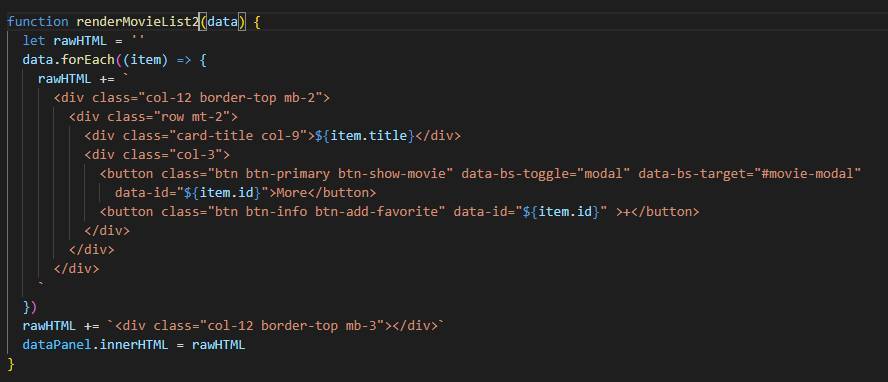 function renderMovieList2(data) {
  let rawHTML = ''
  data.forEach((item) => {
    rawHTML += `
      <div class="col-12 border-top mb-2">
        <div class="row mt-2">
          <div class="card-title col-9">${item.title}</div>
          <div class="col-3">
            <button class="btn btn-primary btn-show-movie" data-bs-toggle="modal" data-bs-target="#movie-modal"
              data-id="${item.id}">More</button>
            <button class="btn btn-info btn-add-favorite" data-id="${item.id}" >+</button>
          </div>
        </div>
      </div>
    `
  })
  rawHTML += `<div class="col-12 border-top mb-3"></div>`
  dataPanel.innerHTML = rawHTML
}